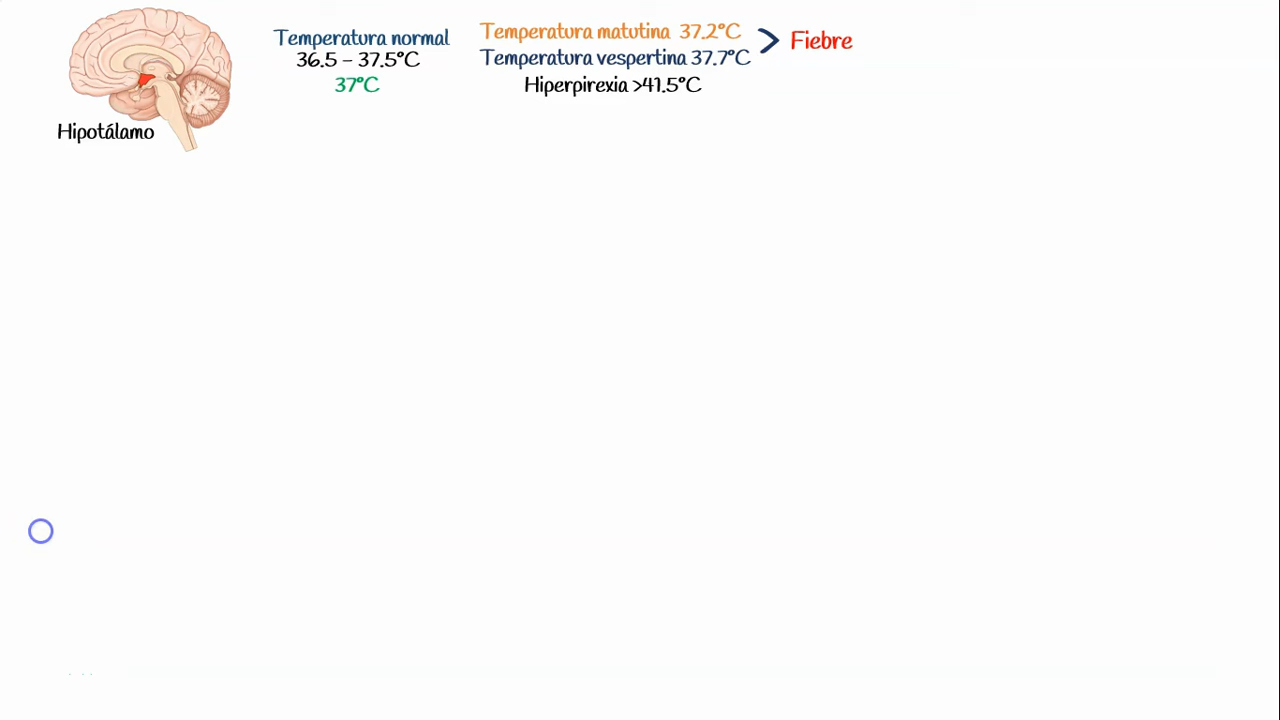 Temperatura normal
36.5 – 37.5°C
37°C
Temperatura matutina 37.2°C
Temperatura vespertina 37.7°C
> Fiebre
Hiperpirexia >41.5°C
Hipotálamo